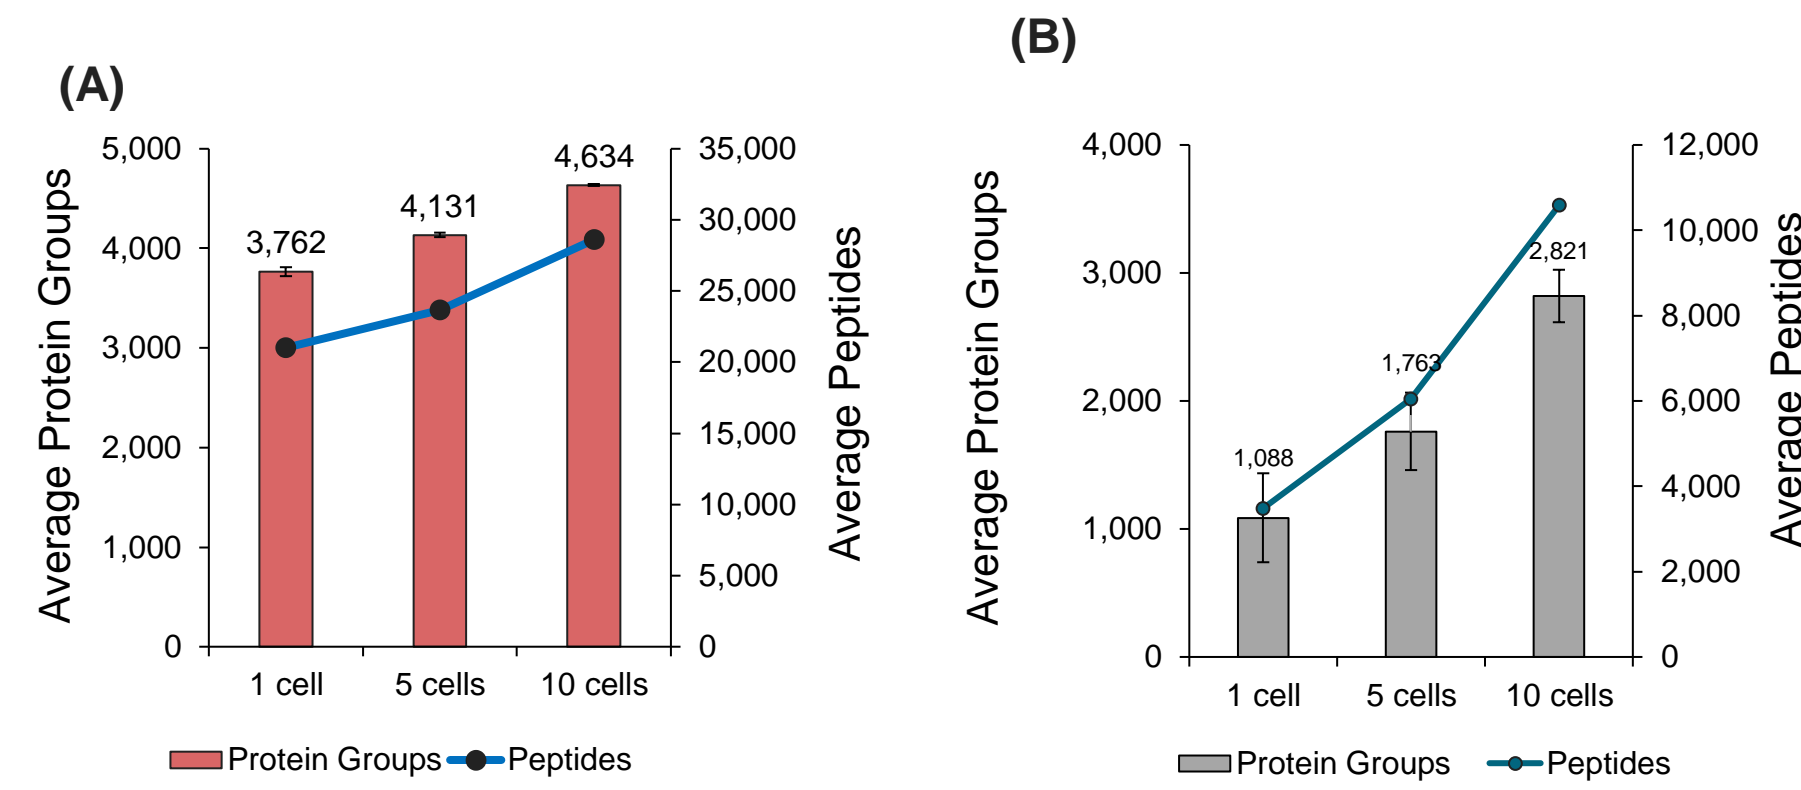 (A)
5,000
4,000
3,000
2,000
1,000
0
Average Protein Groups
3,762
4,131
4,634
35,000
30,000
25,000
20,000
15,000
10,000
5,000
0
Average Peptides
1 cell
5 cells
10 cells
Protein Groups
Peptides
(B)
4,000
3,000
2,000
1,000
0
Average Protein Groups
1,088
1,763
2,821
12,000
10,000
8,000
6,000
4,000
2,000
0
Average Peptides
1 cell
5 cells
10 cells
Protein Groups
Peptides